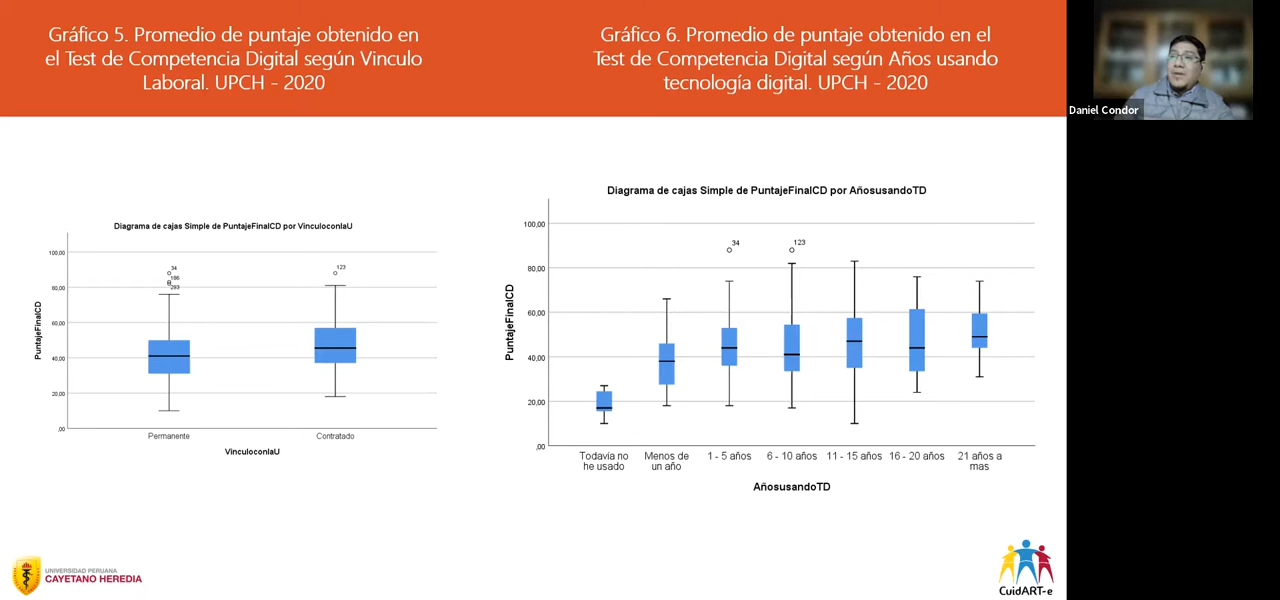 Gráfico 5. Promedio de puntaje obtenido en
el Test de Competencia Digital según Vinculo
Laboral. UPCH - 2020
Gráfico 6. Promedio de puntaje obtenido en el
Test de Competencia Digital según Años usando
tecnología digital. UPCH - 2020
Daniel Condor
Diagrama de cajas Simple de PuntajeFinalCD por VinculoconlaU
PuntajeFinalCD
100,00
80,00
60,00
40,00
20,00
,00
34
186
293
123
Permanente
Contratado
VinculoconlaU
Diagrama de cajas Simple de PuntajeFinalCD por AñosusandoTD
PuntajeFinalCD
100,00
80,00
60,00
40,00
20,00
,00
34
123
Todavía no
he usado
Menos de
un año
1 - 5 años
6 - 10 años
11 - 15 años
16 - 20 años
21 años a
mas
AñosusandoTD
UNIVERSIDAD PERUANA
CAYETANO HEREDIA
CuidART-e